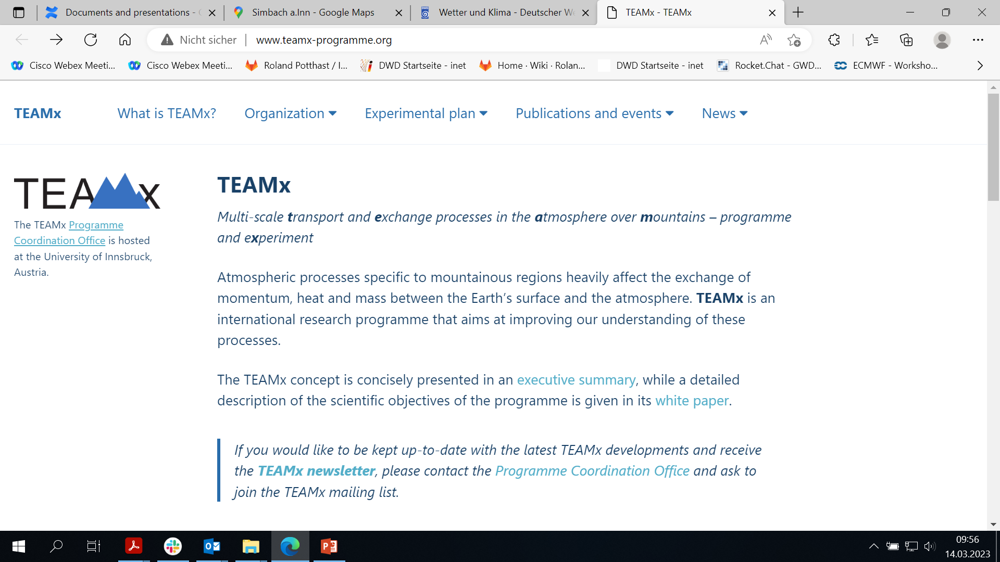 Documents and presentations -
Simbach a.Inn - Google Maps
Wetter und Klima - Deutscher We
TEAMx - TEAMx
Nicht sicher
www.teamx-programme.org
Cisco Webex Meeti...
Cisco Webex Meeti...
Roland Potthast / I...
DWD Startseite - inet
Home · Wiki · Rolan...
DWD Startseite - inet
Rocket.Chat - GWD...
ECMWF - Worksho...
TEAMx
What is TEAMx?
Organization
Experimental plan
Publications and events
News
TEAMx
The TEAMx Programme
Coordination Office is hosted
at the University of Innsbruck,
Austria.
TEAMx
Multi-scale transport and exchange processes in the atmosphere over mountains – programme
and experiment
Atmospheric processes specific to mountainous regions heavily affect the exchange of
momentum, heat and mass between the Earth's surface and the atmosphere. TEAMx is an
international research programme that aims at improving our understanding of these
processes.
The TEAMx concept is concisely presented in an executive summary, while a detailed
description of the scientific objectives of the programme is given in its white paper.
If you would like to be kept up-to-date with the latest TEAMx developments and receive
the TEAMx newsletter, please contact the Programme Coordination Office and ask to
join the TEAMx mailing list.
09:56
14.03.2023